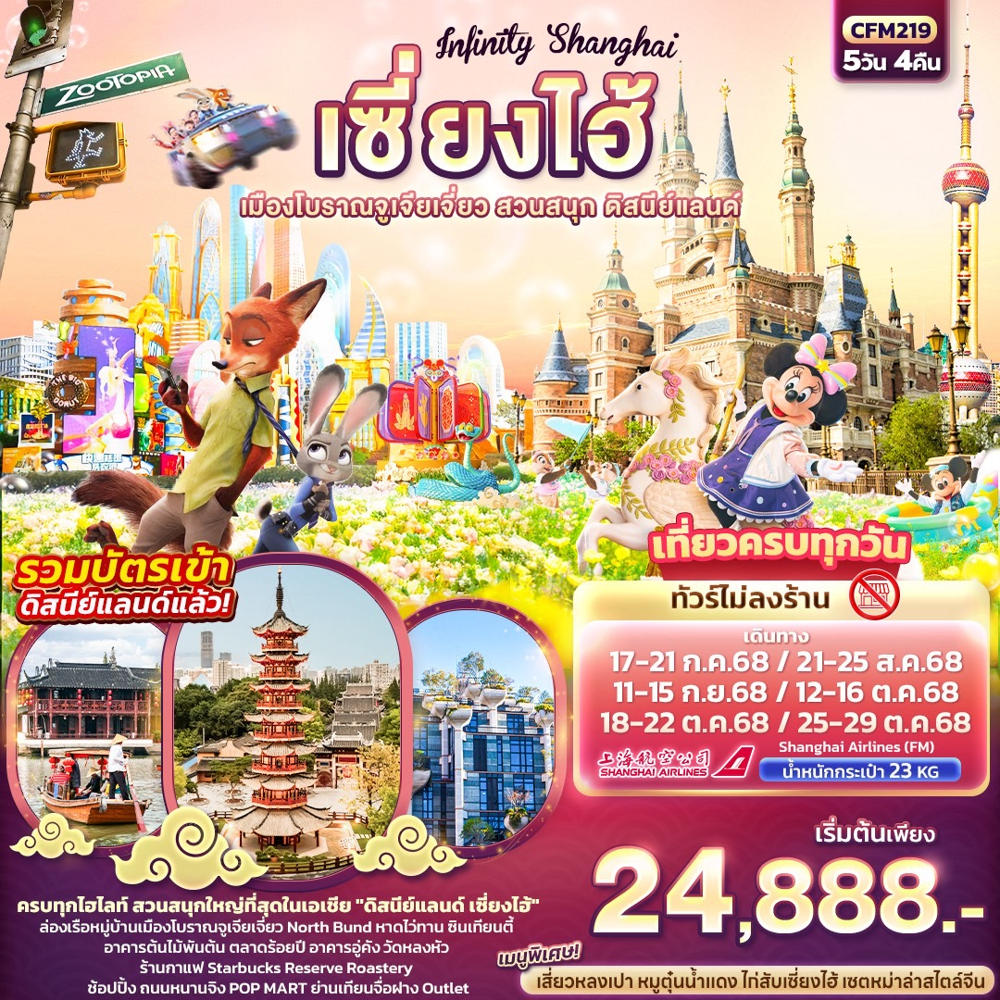 Infinity Shanghai
CFM219
5วัน 4คืน
ZOOTOPIA
เซี่ยงไฮ้
เมืองโบราณจูเจียเจี่ยว สวนสนุก ดิสนีย์แลนด์
THE BIG
DONUT
รวมบัตรเข้า
ดิสนีย์แลนด์แล้ว!
เที่ยวครบทุกวัน
ทัวร์ไม่ลงร้าน
เดินทาง
17-21 ก.ค.68 / 21-25 ส.ค.68
11-15 ก.ย.68 / 12-16 ต.ค.68
18-22 ต.ค.68 / 25-29 ต.ค.68
上海航空公司
SHANGHAI AIRLINES
Shanghai Airlines (FM)
น้ำหนักกระเป๋า 23 KG
เริ่มต้นเพียง
24,888.-
ครบทุกไฮไลท์ สวนสนุกใหญ่ที่สุดในเอเชีย "ดิสนีย์แลนด์ เซี่ยงไฮ้"
ล่องเรือหมู่บ้านเมืองโบราณจูเจียเจี่ยว North Bund หาดไว่ทาน ซินเทียนตี้
อาคารต้นไม้พันต้น ตลาดร้อยปี อาคารอู่คัง วัดหลงหัว
ร้านกาแฟ Starbucks Reserve Roastery
ช้อปปิ้ง ถนนหนานจิง POP MART ย่านเทียนจื่อฝาง Outlet
เมนูพิเศษ!
เสี่ยวหลงเปา หมูตุ๋นน้ำแดง ไก่สับเซี่ยงไฮ้ เซตหม่าล่าสไตล์จีน